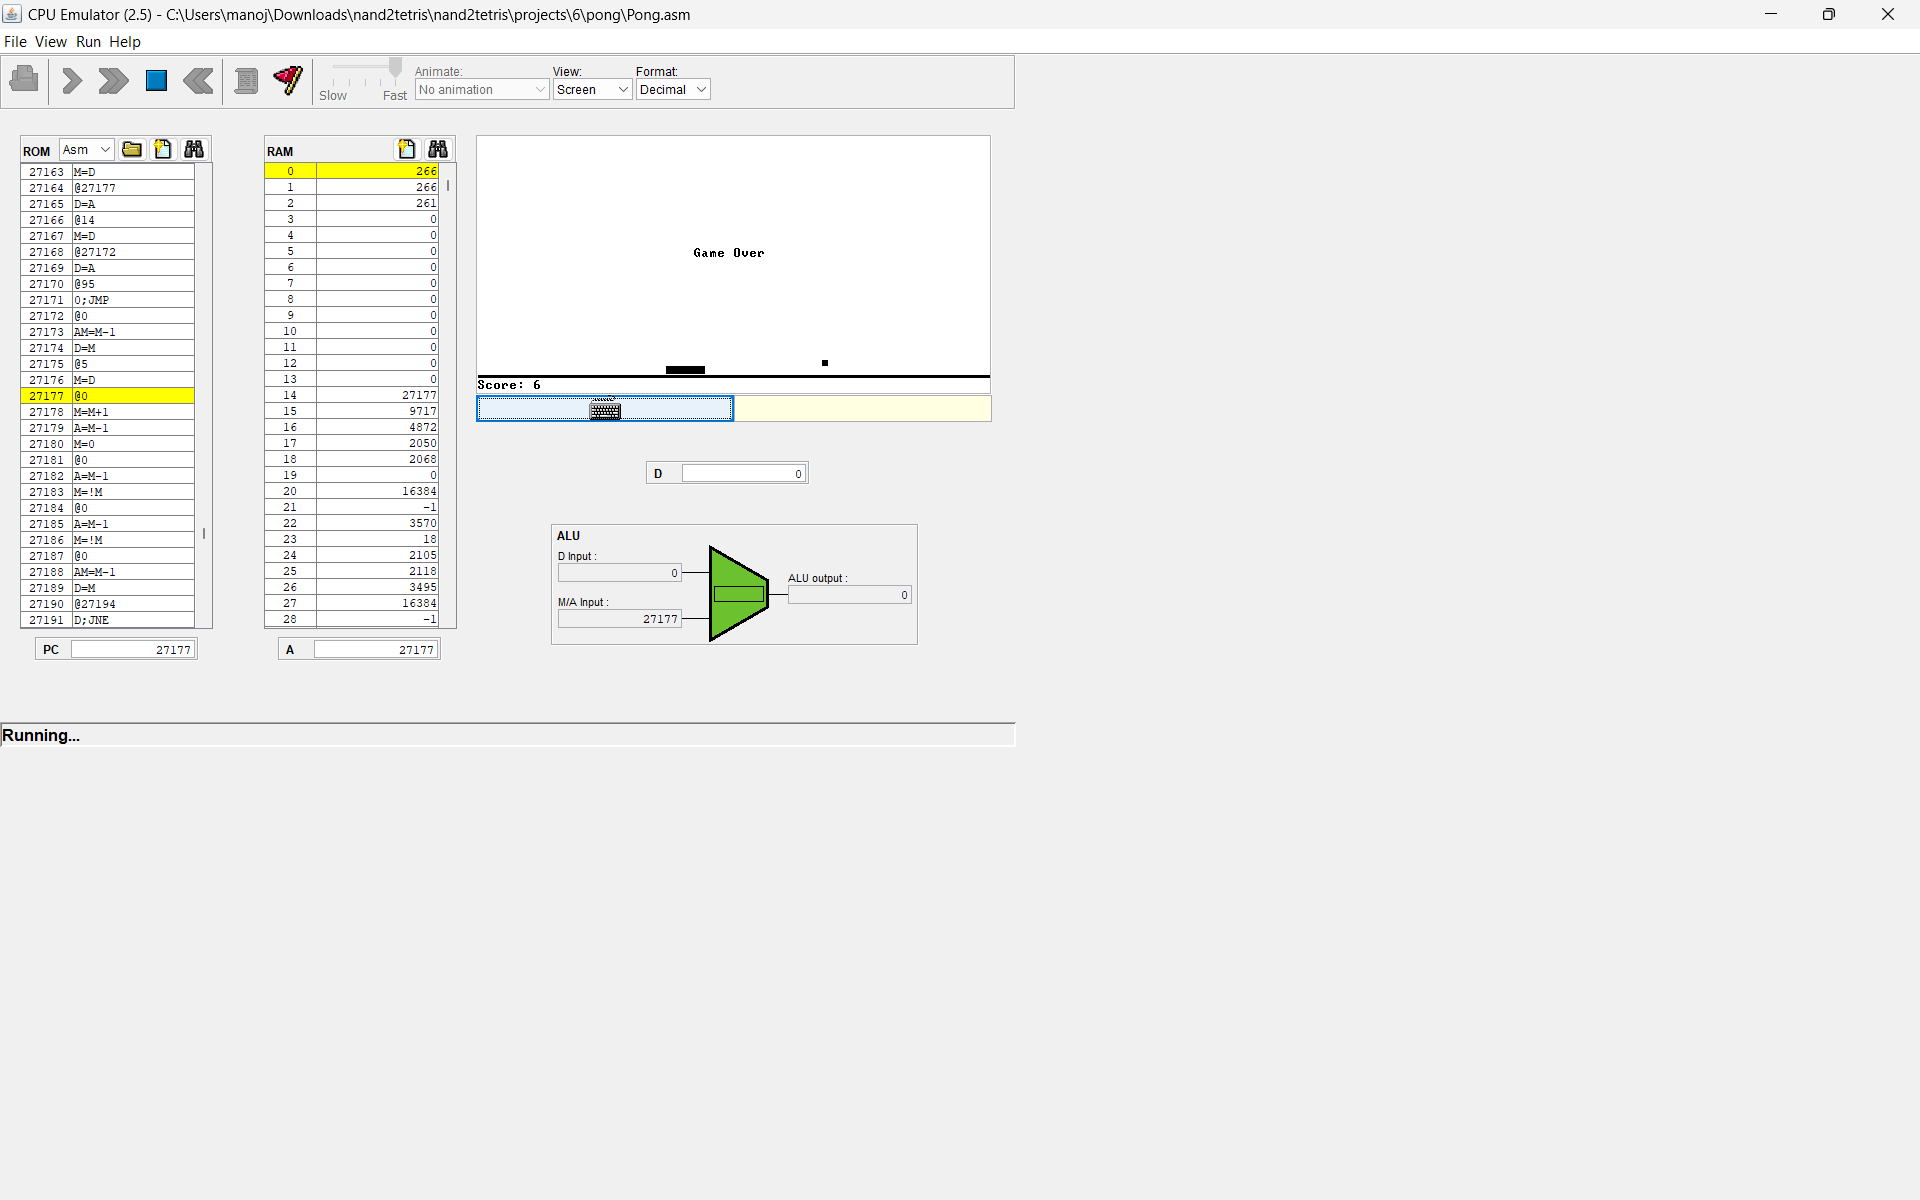 CPU Emulator (2.5) - C:\Users\manoj\Downloads\nand2tetris\nand2tetris\projects\6\pong\Pong.asm
File View Run Help
Slow Fast
Animate:
No animation
View:
Screen
Format:
Decimal
ROM Asm
27163 M=D
27164 @27177
27165 D=A
27166 @14
27167 M=D
27168 @27172
27169 D=A
27170 @95
27171 0;JMP
27172 @0
27173 AM=M-1
27174 D=M
27175 @5
27176 M=D
27177 @0
27178 M=M+1
27179 A=M-1
27180 M=0
27181 @0
27182 A=M-1
27183 M=!M
27184 @0
27185 A=M-1
27186 M=!M
27187 @0
27188 AM=M-1
27189 D=M
27190 @27194
27191 D;JNE
PC 27177
RAM
0 266
1 266
2 261
3 0
4 0
5 0
6 0
7 0
8 0
9 0
10 0
11 0
12 0
13 0
14 27177
15 9717
16 4872
17 2050
18 2068
19 0
20 16384
21 -1
22 3570
23 18
24 2105
25 2118
26 3495
27 16384
28 -1
A 27177
Game Over
Score: 6
D 0
ALU
D Input :
0
M/A Input :
27177
ALU output :
0
Running...